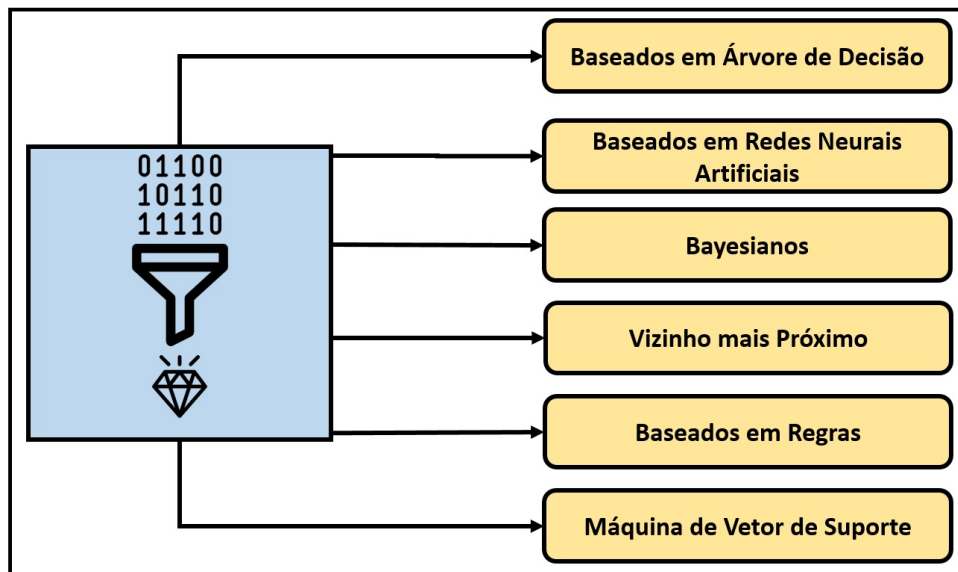 Baseados em Árvore de Decisão
01100
10110
11110
Baseados em Redes Neurais
Artificiais
Bayesianos
Vizinho mais Próximo
Baseados em Regras
Máquina de Vetor de Suporte